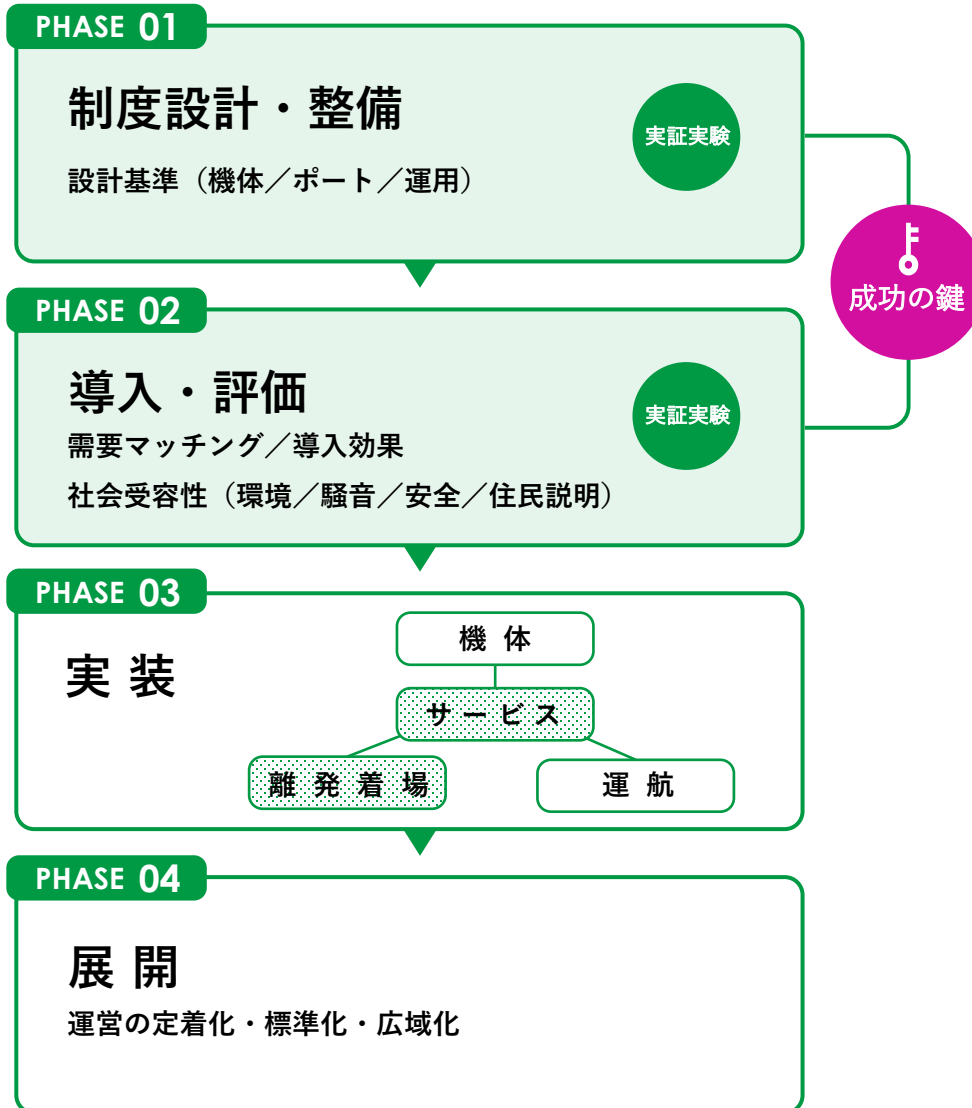 PHASE 01
制度設計・整備
設計基準（機体／ポート／運用）
実証実験
成功の鍵
PHASE 02
導入・評価
需要マッチング／導入効果
社会受容性（環境／騒音／安全／住民説明）
実証実験
PHASE 03
実装
機体
サービス
離発着場
運航
PHASE 04
展開
運営の定着化・標準化・広域化